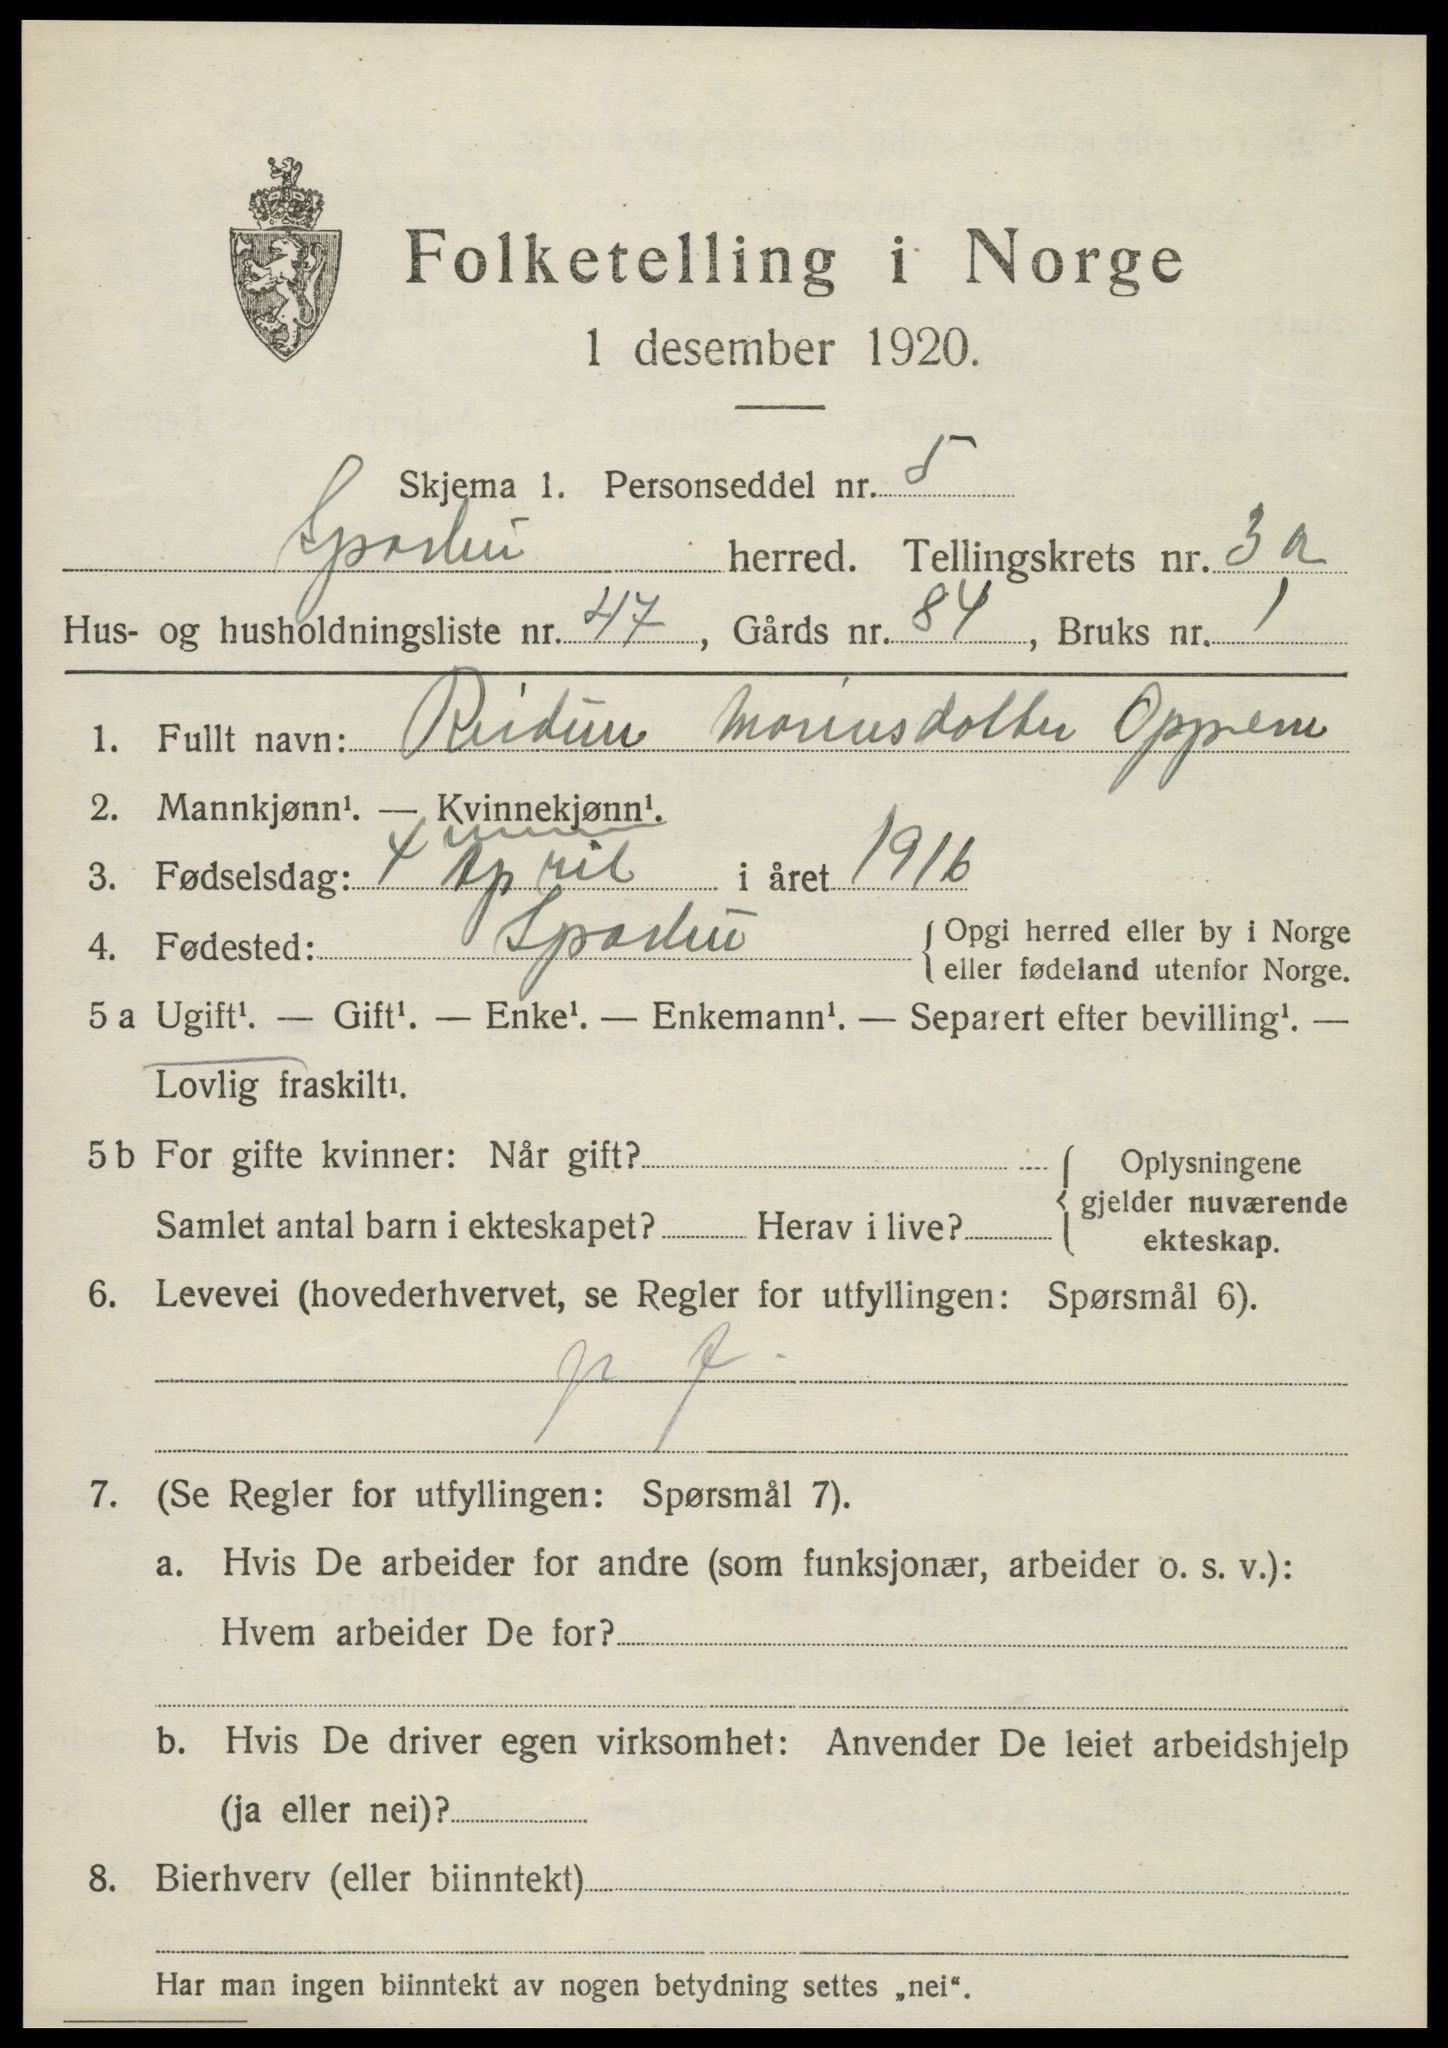 Folketelling i Norge
1 desember 1920.
Skjema 1. Personseddel nr. 5
Sparbu herred. Tellingskrets nr. 3 a
Hus- og husholdningsliste nr. 47, Gårds nr. 84, Bruks nr. 1
1. Fullt navn: Reidun Mariusdatter Oppem
2. Mannkjønn¹. — Kvinnekjønn¹.
3. Fødselsdag: 4 April i året 1916
4. Fødested: Sparbu { Opgi herred eller by i Norge
eller fødeland utenfor Norge.
5 a Ugift¹. — Gift¹. — Enke¹. — Enkemann¹. — Separert efter bevilling¹. —
Lovlig fraskilt¹.
5 b For gifte kvinner: Når gift? { Oplysningene
gjelder nuværende
ekteskap.
Samlet antal barn i ekteskapet? Herav i live?
6. Levevei (hovederhvervet, se Regler for utfyllingen: Spørsmål 6).
7. (Se Regler for utfyllingen: Spørsmål 7).
a. Hvis De arbeider for andre (som funksjonær, arbeider o. s. v.):
Hvem arbeider De for?
b. Hvis De driver egen virksomhet: Anvender De leiet arbeidshjelp
(ja eller nei)?
8. Bierhverv (eller biinntekt)
Har man ingen biinntekt av nogen betydning settes „nei“.